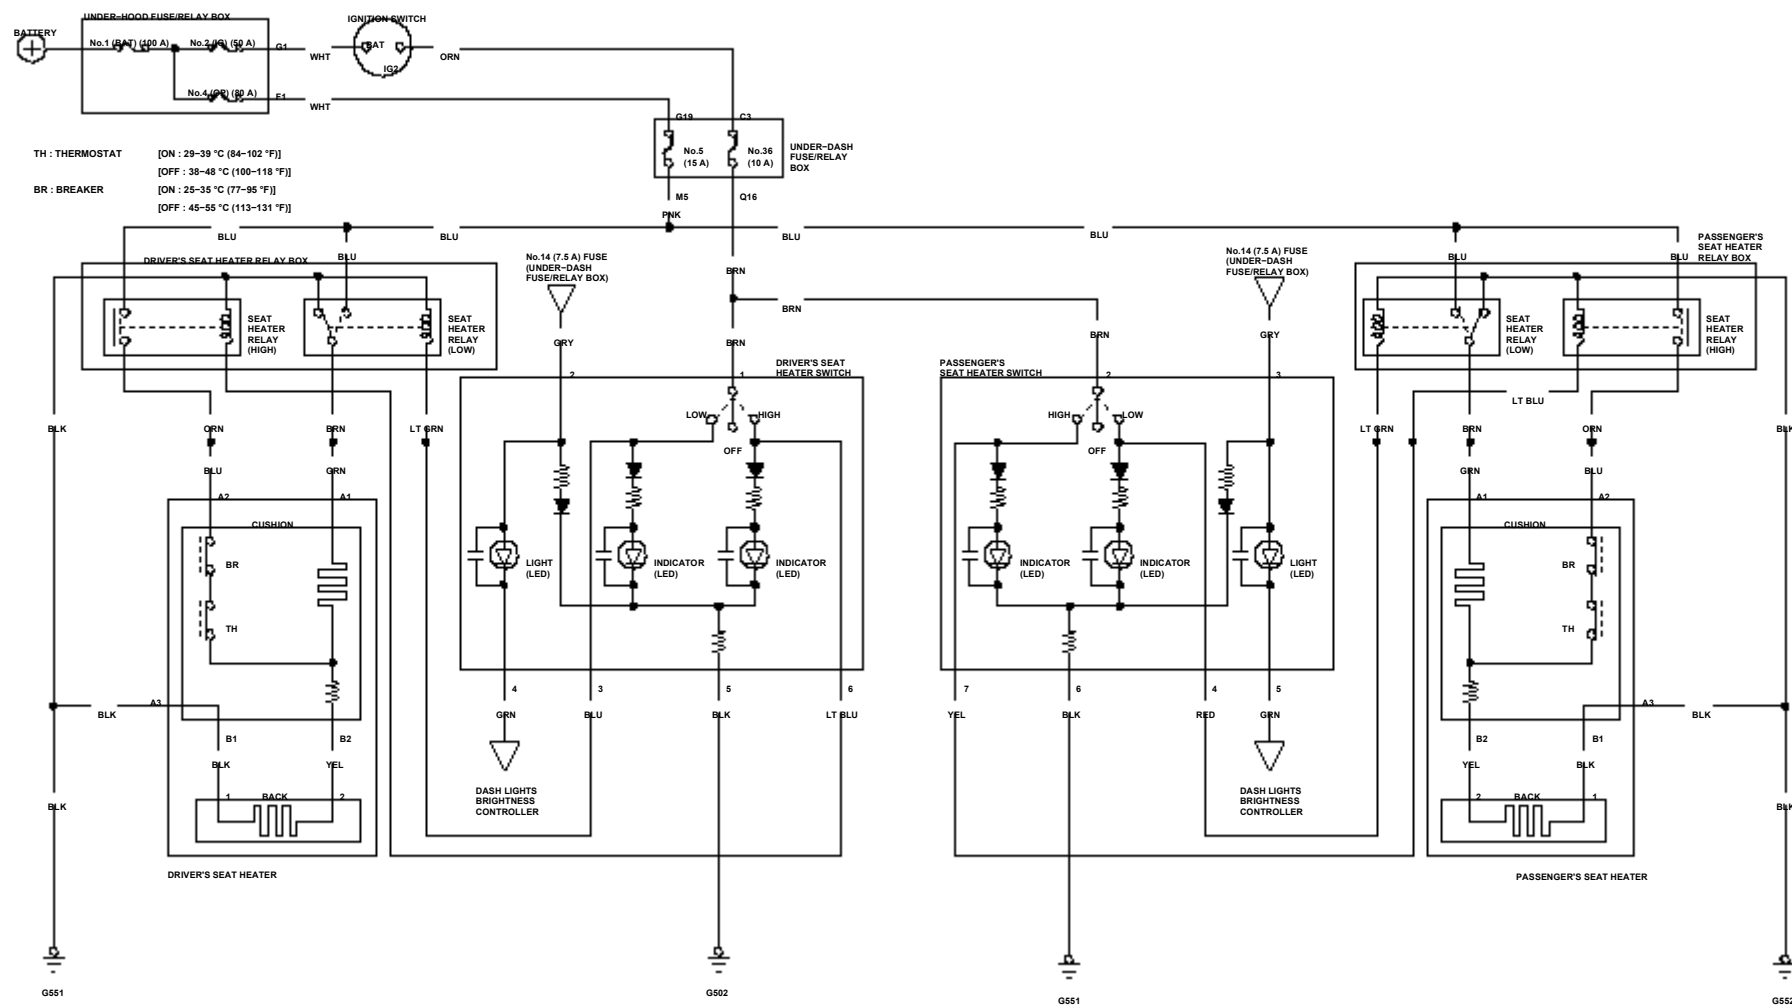 UNDER-HOOD FUSE/RELAY BOX
IGNITION SWITCH
BATTERY
No.1 (BAT) (100 A)
No.2 (IG) (50 A)
G1
WHT
BAT
IG2
ORN
No.4 (OP) (80 A)
F1
WHT
G19
C3
No.5
(15 A)
No.36
(10 A)
UNDER-DASH
FUSE/RELAY
BOX
TH : THERMOSTAT
[ON : 29-39 °C (84-102 °F)]
[OFF : 38-48 °C (100-118 °F)]
BR : BREAKER
[ON : 25-35 °C (77-95 °F)]
[OFF : 45-55 °C (113-131 °F)]
M5
Q16
PNK
BLU
BLU
BLU
BLU
DRIVER'S SEAT HEATER RELAY BOX
BLU
No.14 (7.5 A) FUSE
(UNDER-DASH
FUSE/RELAY BOX)
BRN
BRN
No.14 (7.5 A) FUSE
(UNDER-DASH
FUSE/RELAY BOX)
BLU
BLU
PASSENGER'S
SEAT HEATER
RELAY BOX
SEAT
HEATER
RELAY
(HIGH)
SEAT
HEATER
RELAY
(LOW)
SEAT
HEATER
RELAY
(LOW)
SEAT
HEATER
RELAY
(HIGH)
GRY
BRN
BRN
GRY
DRIVER'S SEAT
HEATER SWITCH
PASSENGER'S
SEAT HEATER SWITCH
2
1
2
3
LOW
HIGH
OFF
HIGH
LOW
OFF
LT BLU
BLK
ORN
BRN
LT GRN
LT GRN
BRN
ORN
BLK
BLU
GRN
GRN
BLU
A2
A1
A1
A2
CUSHION
CUSHION
BR
TH
LIGHT
(LED)
INDICATOR
(LED)
INDICATOR
(LED)
INDICATOR
(LED)
INDICATOR
(LED)
LIGHT
(LED)
BR
TH
4
3
5
6
7
6
4
5
GRN
BLU
BLK
LT BLU
YEL
BLK
RED
GRN
BLK
A3
A3
BLK
B1
B2
B2
B1
BLK
YEL
YEL
BLK
1
BACK
2
2
BACK
1
BLK
BLK
DASH LIGHTS
BRIGHTNESS
CONTROLLER
DASH LIGHTS
BRIGHTNESS
CONTROLLER
DRIVER'S SEAT HEATER
PASSENGER'S SEAT HEATER
G551
G502
G551
G552